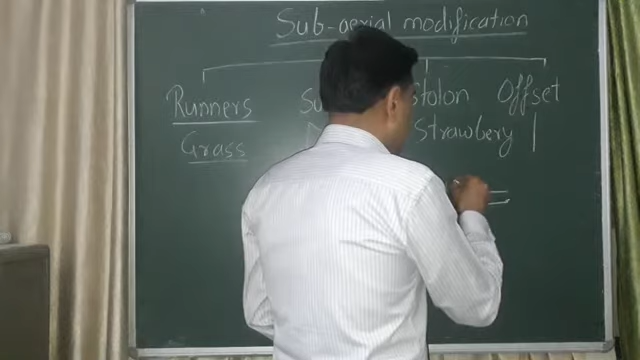 Sub-aerial modification
Runners Stolon Offset
Grass Strawbery